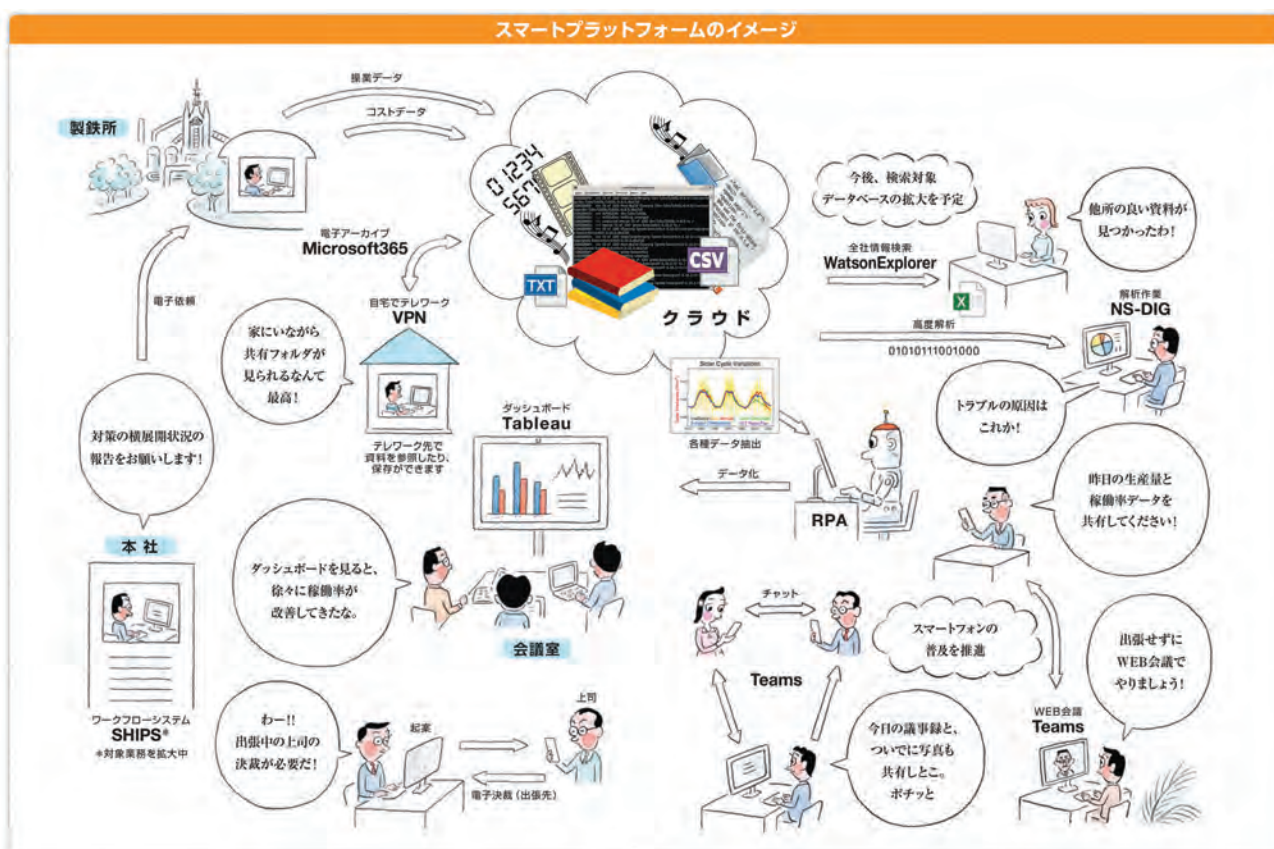 スマートプラットフォームのイメージ
操業データ
コストデータ
製鉄所
電子アーカイブ
Microsoft365
電子依頼
自宅でテレワーク
VPN
家にいながら
共有フォルダが
見られるなんて
最高!
テレワーク先で
資料を参照したり、
保存ができます
01234
567
TXT
CSV
クラウド
今後、検索対象
データベースの拡大を予定
全社情報検索
WatsonExplorer
他所の良い資料が
見つかったわ!
X
解析作業
NS-DIG
高度解析
01010111001000
トラブルの原因は
これか!
Slow Cycle Variations
各種データ抽出
データ化
RPA
ダッシュボード
Tableau
対策の横展開状況の
報告をお願いします!
本社
ワークフローシステム
SHIPS*
*対象業務を拡大中
ダッシュボードを見ると、
徐々に稼働率が
改善してきたな。
会議室
わー!!
出張中の上司の
決裁が必要だ!
起案
上司
電子決裁(出張先)
昨日の生産量と
稼働率データを
共有してください!
チャット
Teams
スマートフォンの
普及を推進
今日の議事録と、
ついでに写真も
共有しとこ。
ポチッと
出張せずに
WEB会議で
やりましょう!
WEB会議
Teams